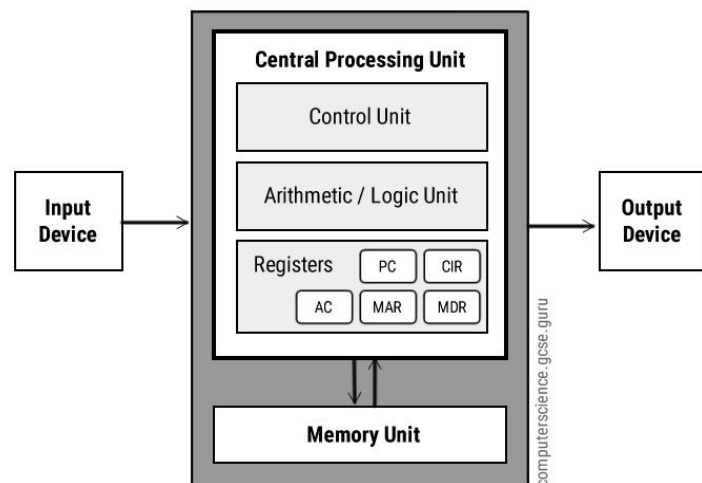 Central Processing Unit
Control Unit
Arithmetic / Logic Unit
Input
Device
Output
Device
Registers
PC
CIR
AC
MAR
MDR
Memory Unit
computerscience.gcse.guru